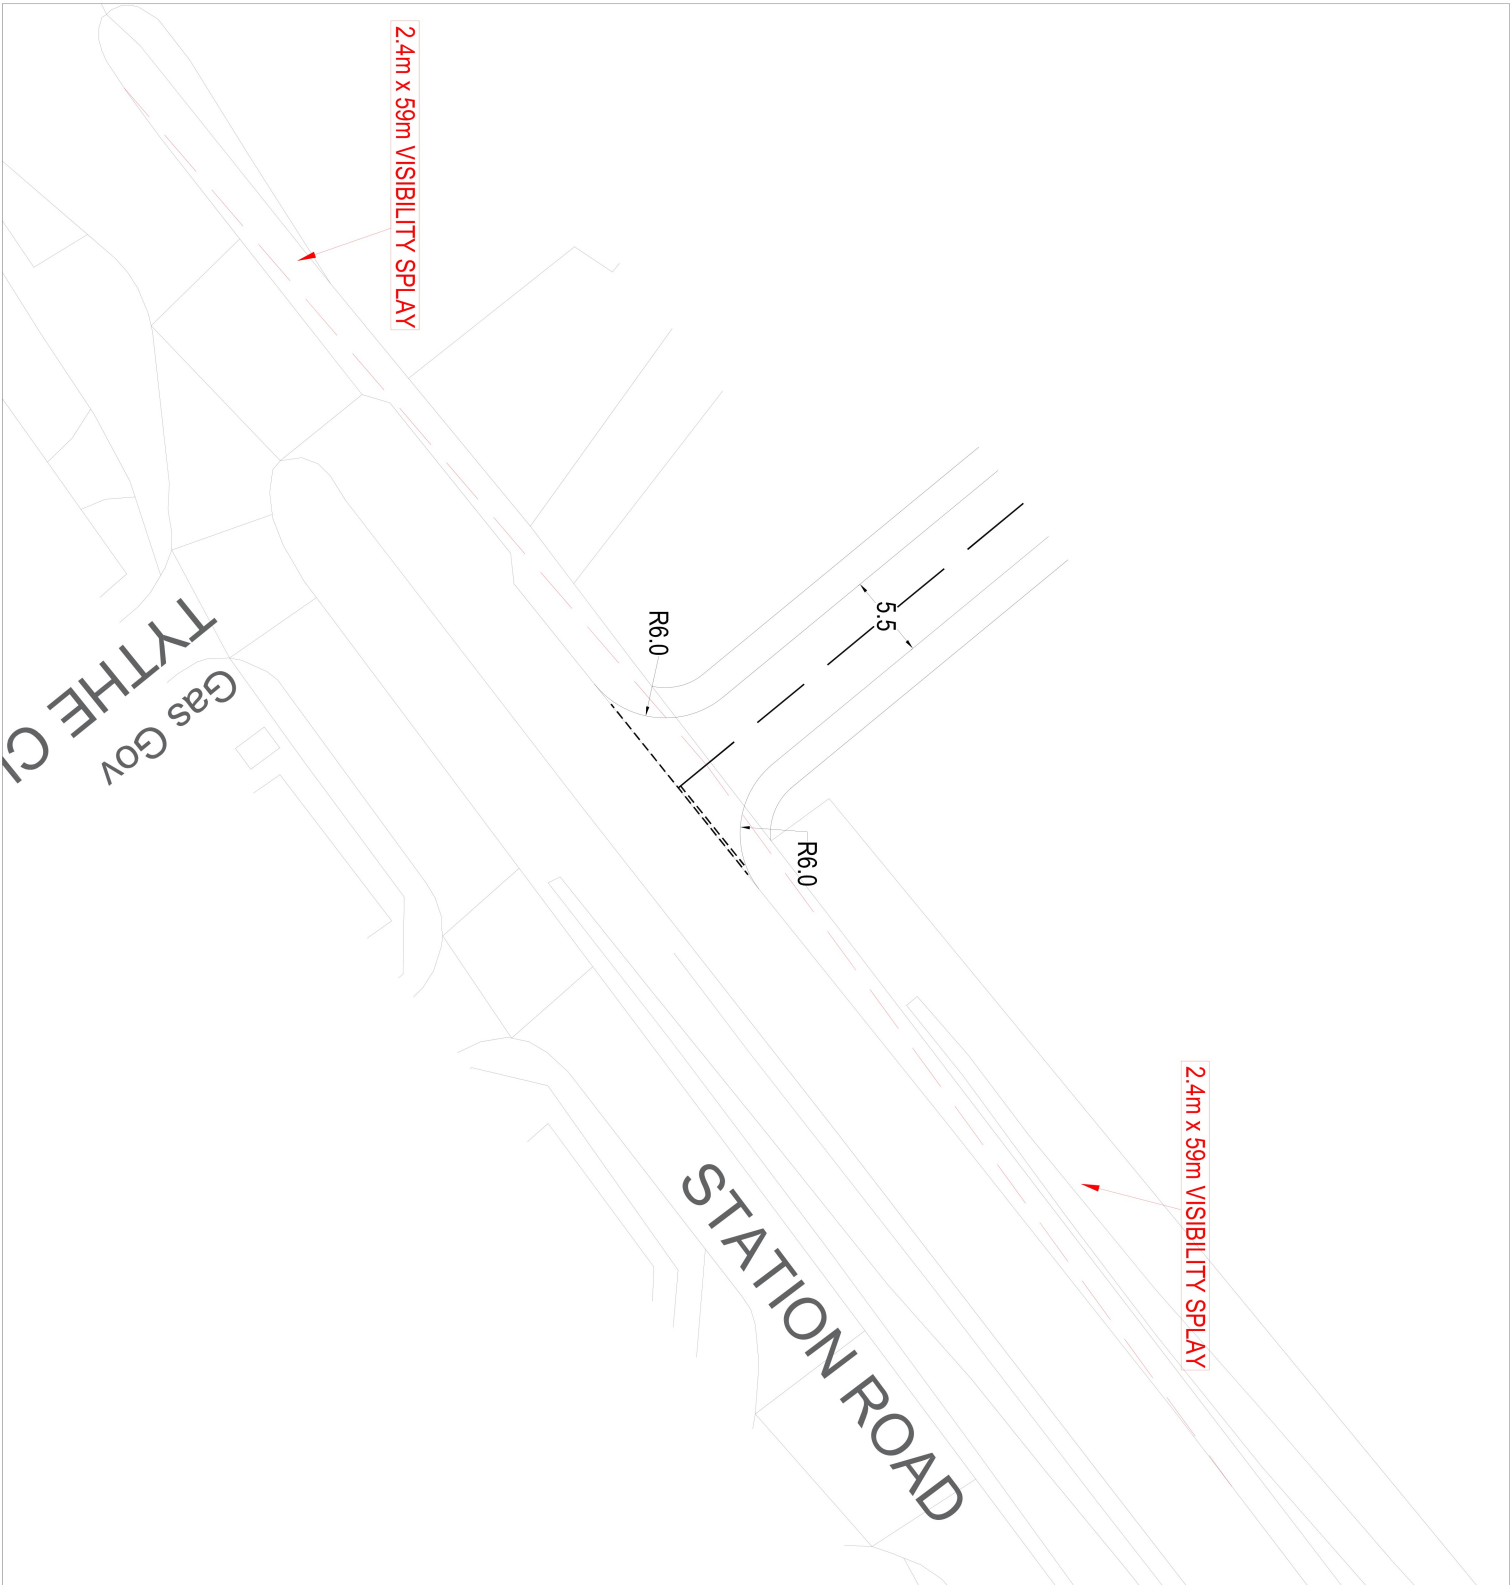 2.4m x 59m VISIBILITY SPLAY
5.5
R6.0
R6.0
TYTHE
Gas Gov
2.4m x 59m VISIBILITY SPLAY
STATION ROAD